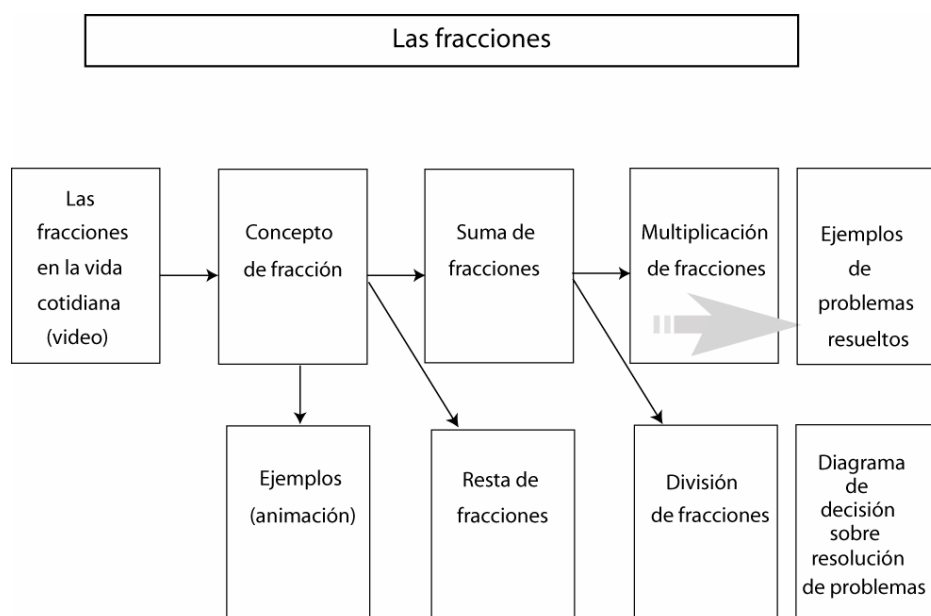 Las fracciones
Las
fracciones
en la vida
cotidiana
(video)
Concepto
de fracción
Suma de
fracciones
Multiplicación
de fracciones
Ejemplos
de
problemas
resueltos
Ejemplos
(animación)
Resta de
fracciones
División
de fracciones
Diagrama
de
decisión
sobre
resolución
de problemas